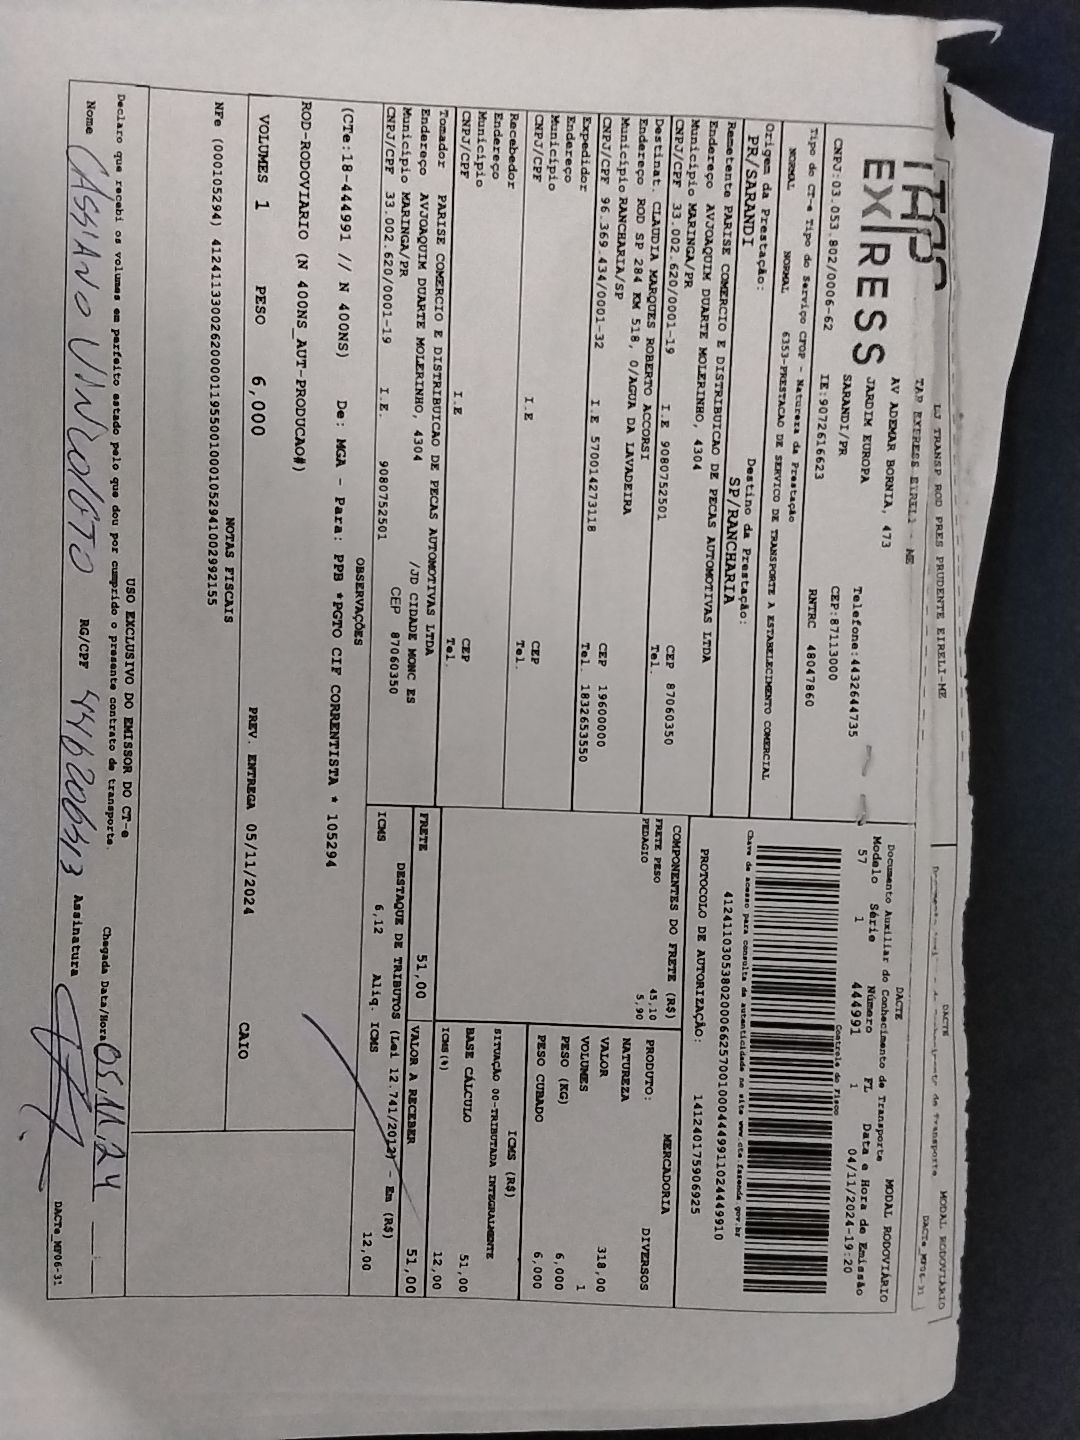 LJ TRANSP ROD PRES PRUDENTE EIRELI-ME
DACTE
MODAL RODOVIÁRIO
DACTe_MF06-31
TAP EXPRESS EIRELI - ME
AV ADEMAR BORNIA, 473
JARDIM EUROPA
SARANDI/PR
Telefone:4432644735
CEP:87113000
EXPRESS
CNPJ:03.053.802/0006-62 IE:9072616623 RNTRC 48047860
Tipo do CT-e Tipo do Serviço CFOP - Natureza da Prestação
NORMAL NORMAL 6353-PRESTACAO DE SERVICO DE TRANSPORTE A ESTABELECIMENTO COMERCIAL
DACTE MODAL RODOVIÁRIO
Documento Auxiliar do Conhecimento de Transporte
Modelo Série Número FL Data e Hora de Emissão
57 1 444991 1 04/11/2024-19:20
Controle do Fisco
Chave de acesso para consulta de autenticidade no site www.cte.fazenda.gov.br
41241103053802000662570010004449911024449910
PROTOCOLO DE AUTORIZAÇÃO: 141240175906925
Origem da Prestação: Destino da Prestação:
PR/SARANDI SP/RANCHARIA
Remetente PARISE COMERCIO E DISTRIBUICAO DE PECAS AUTOMOTIVAS LTDA
Endereço AVJOAQUIM DUARTE MOLERINHO, 4304
Município MARINGA/PR CEP 87060350
CNPJ/CPF 33.002.620/0001-19 I.E 9080752501 Tel.
Destinat. CLAUDIA MARQUES ROBERTO ACCORSI
Endereço ROD SP 284 KM 518, 0/AGUA DA LAVADEIRA
Município RANCHARIA/SP CEP 19600000
CNPJ/CPF 96.369.434/0001-32 I.E 570014273118 Tel. 1832653550
Expedidor
Endereço
Município CEP
CNPJ/CPF I.E Tel.
Recebedor
Endereço
Município CEP
CNPJ/CPF I.E Tel.
Tomador PARISE COMERCIO E DISTRIBUICAO DE PECAS AUTOMOTIVAS LTDA
Endereço AVJOAQUIM DUARTE MOLERINHO, 4304 /JD CIDADE MONC ES
Município MARINGA/PR CEP 87060350
CNPJ/CPF 33.002.620/0001-19 I.E. 9080752501
COMPONENTES DO FRETE (R$)
FRETE PESO 45,10
PEDAGIO 5,90
MERCADORIA
PRODUTO: DIVERSOS
NATUREZA
VALOR 318,00
VOLUMES 1
PESO (KG) 6,000
PESO CUBADO 6,000
ICMS (R$)
SITUAÇÃO 00-TRIBUTADA INTEGRALMENTE
BASE CÁLCULO 51,00
ICMS(%) 12,00
FRETE 51,00 VALOR A RECEBER 51,00
DESTAQUE DE TRIBUTOS (Lei 12.741/2012) - Em (R$)
ICMS 6,12 Aliq. ICMS 12,00
OBSERVAÇÕES
(CTe:18-444991 // N 400NS) De: MGA - Para: PPB *PGTO CIF CORRENTISTA * 105294
ROD-RODOVIARIO (N 400NS_AUT-PRODUCAO#)
VOLUMES 1 PESO 6,000 PREV. ENTREGA 05/11/2024 CAIO
NOTAS FISCAIS
NFe (000105294) 41241133002620000119550010001052941002992155
USO EXCLUSIVO DO EMISSOR DO CT-e
Declaro que recebi os volumes em perfeito estado pelo que dou por cumprido o presente contrato de transporte. Chegada Data/Hora 05.11.24
Nome CASSIANO RG/CPF 446206313 Assinatura
DACTe_MF06-31